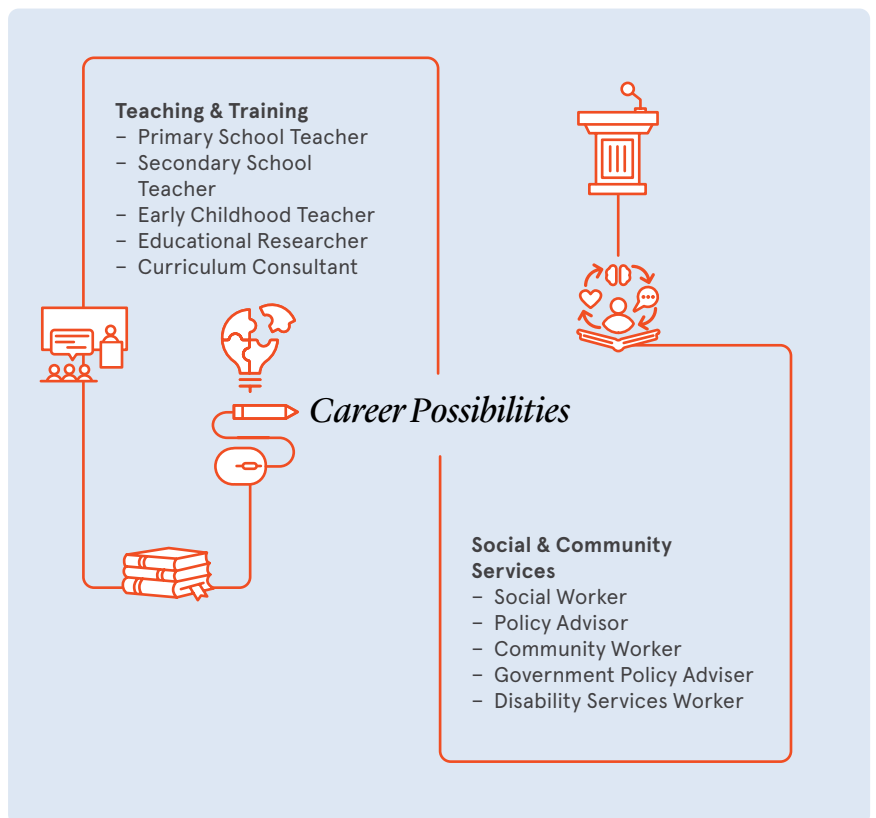 Teaching & Training
– Primary School Teacher
– Secondary School
Teacher
– Early Childhood Teacher
– Educational Researcher
– Curriculum Consultant
Career Possibilities
Social & Community
Services
– Social Worker
– Policy Advisor
– Community Worker
– Government Policy Adviser
– Disability Services Worker